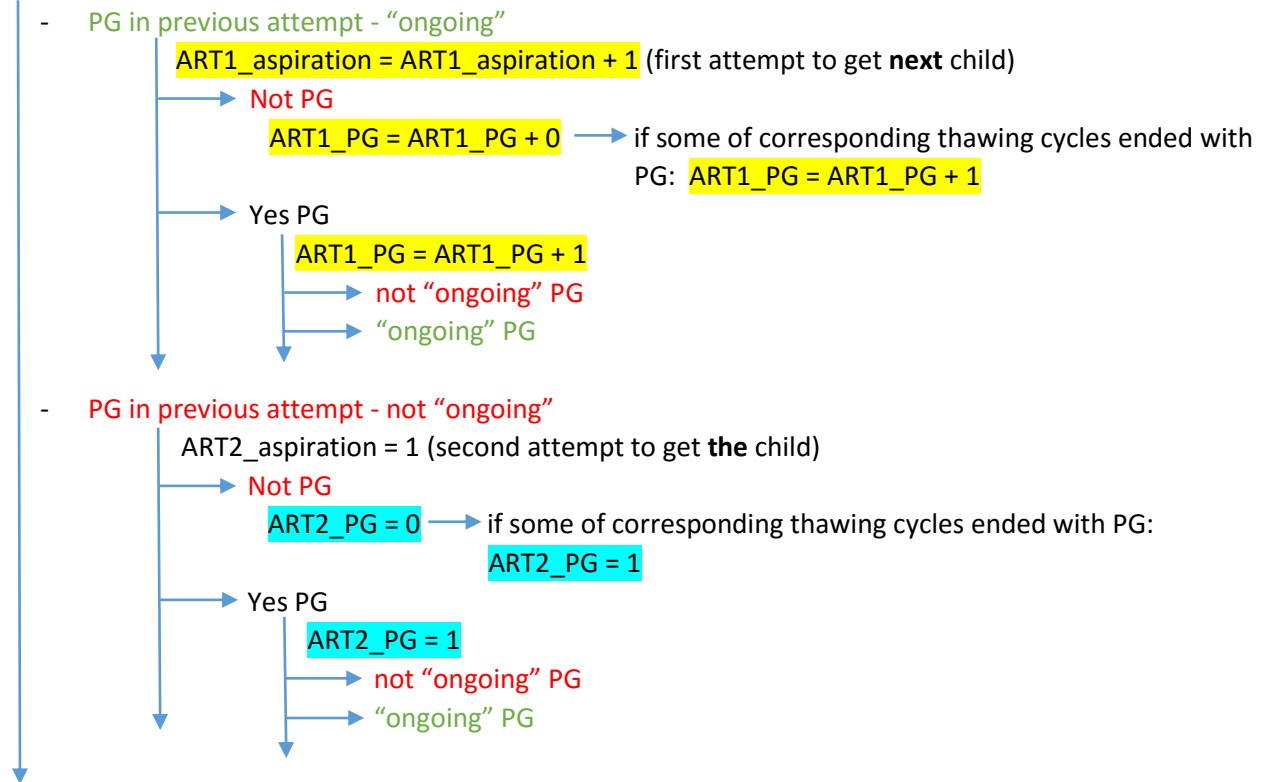 - PG in previous attempt - “ongoing”
ART1_aspiration = ART1_aspiration + 1 (first attempt to get next child)
Not PG
ART1_PG = ART1_PG + 0 if some of corresponding thawing cycles ended with
PG: ART1_PG = ART1_PG + 1
Yes PG
ART1_PG = ART1_PG + 1
not “ongoing” PG
“ongoing” PG
- PG in previous attempt - not “ongoing”
ART2_aspiration = 1 (second attempt to get the child)
Not PG
ART2_PG = 0 if some of corresponding thawing cycles ended with PG:
ART2_PG = 1
Yes PG
ART2_PG = 1
not “ongoing” PG
“ongoing” PG